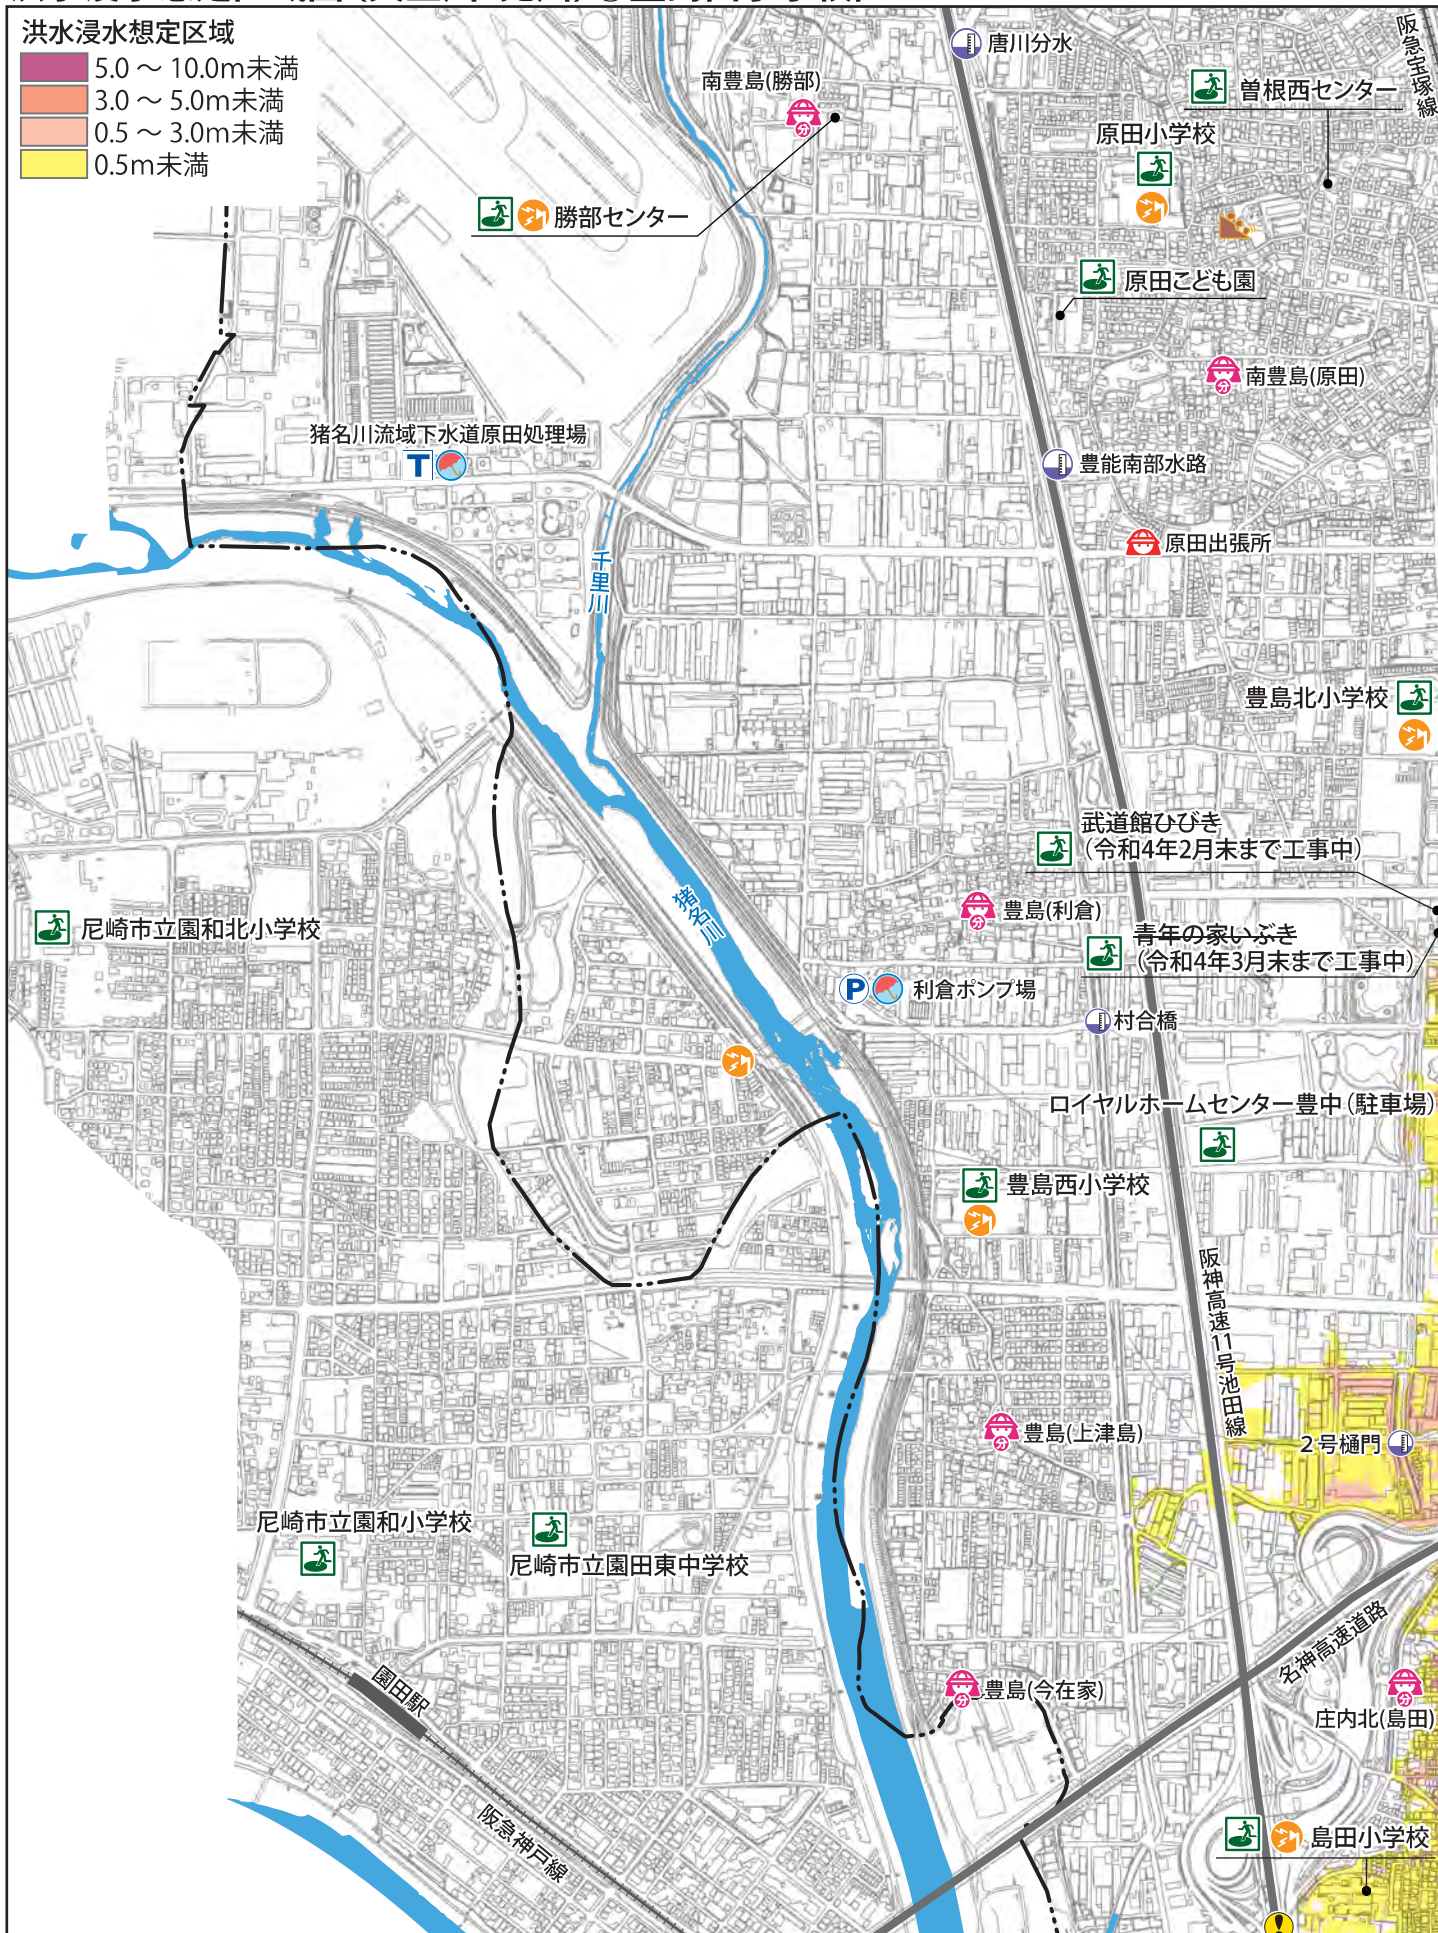 洪水浸水想定区域
5.0 〜 10.0m未満
3.0 〜 5.0m未満
0.5 〜 3.0m未満
0.5m未満
唐川分水
阪急宝塚線
南豊島(勝部)
分
曽根西センター
原田小学校
勝部センター
原田こども園
南豊島(原田)
分
猪名川流域下水道原田処理場
T
豊能南部水路
原田出張所
千里川
豊島北小学校
武道館ひびき
(令和4年2月末まで工事中)
猪名川
豊島(利倉)
分
尼崎市立園和北小学校
青年の家いぶき
(令和4年3月末まで工事中)
P
利倉ポンプ場
村合橋
ロイヤルホームセンター豊中(駐車場)
豊島西小学校
阪神高速11号池田線
豊島(上津島)
分
2号樋門
尼崎市立園和小学校
尼崎市立園田東中学校
名神高速道路
園田駅
豊島(今在家)
分
庄内北(島田)
分
阪急神戸線
島田小学校